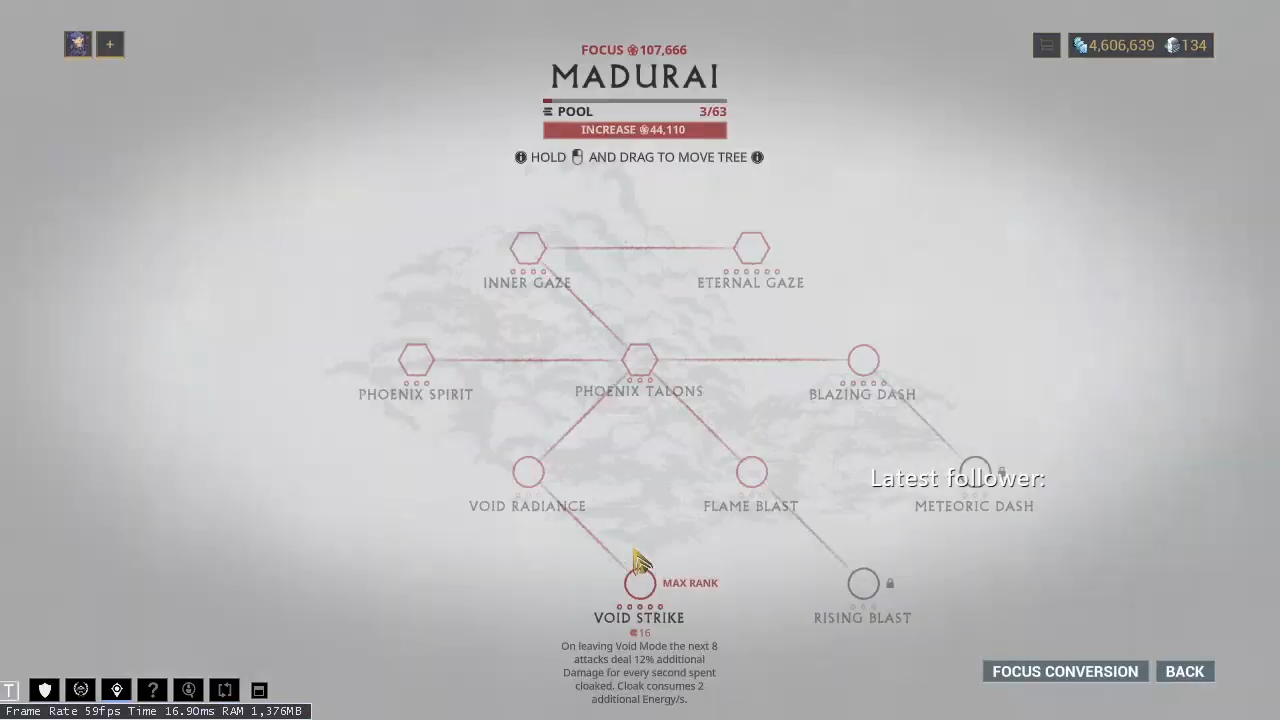 FOCUS 107,666
MADURAI
POOL 3/63
INCREASE 44,110
HOLD AND DRAG TO MOVE TREE
+
4,606,639 134
INNER GAZE
ETERNAL GAZE
PHOENIX SPIRIT
PHOENIX TALONS
BLAZING DASH
Latest follower:
VOID RADIANCE
FLAME BLAST
METEORIC DASH
MAX RANK
VOID STRIKE
RISING BLAST
16
On leaving Void Mode the next 8
attacks deal 12% additional
Damage for every second spent
cloaked. Cloak consumes 2
additional Energy/s.
FOCUS CONVERSION
BACK
T
?
Frame Rate 59fps Time 16.90ms RAM 1,376MB